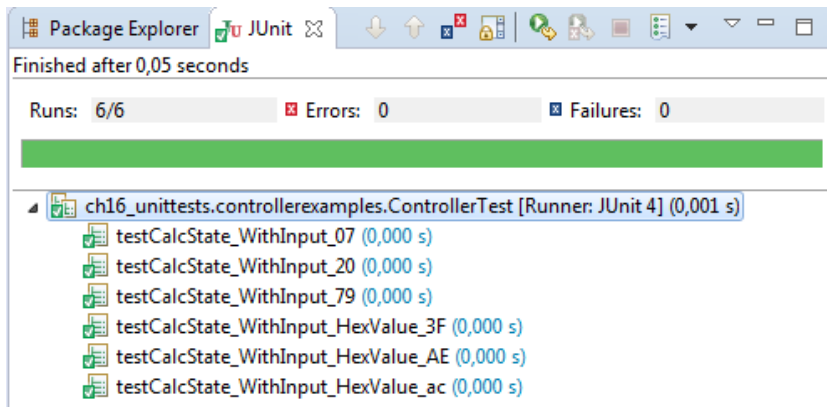 Package Explorer JUnit
Finished after 0,05 seconds
Runs: 6/6 Errors: 0 Failures: 0
ch16_unittests.controllerexamples.ControllerTest [Runner: JUnit 4] (0,001 s)
testCalcState_WithInput_07 (0,000 s)
testCalcState_WithInput_20 (0,000 s)
testCalcState_WithInput_79 (0,000 s)
testCalcState_WithInput_HexValue_3F (0,000 s)
testCalcState_WithInput_HexValue_AE (0,000 s)
testCalcState_WithInput_HexValue_ac (0,000 s)